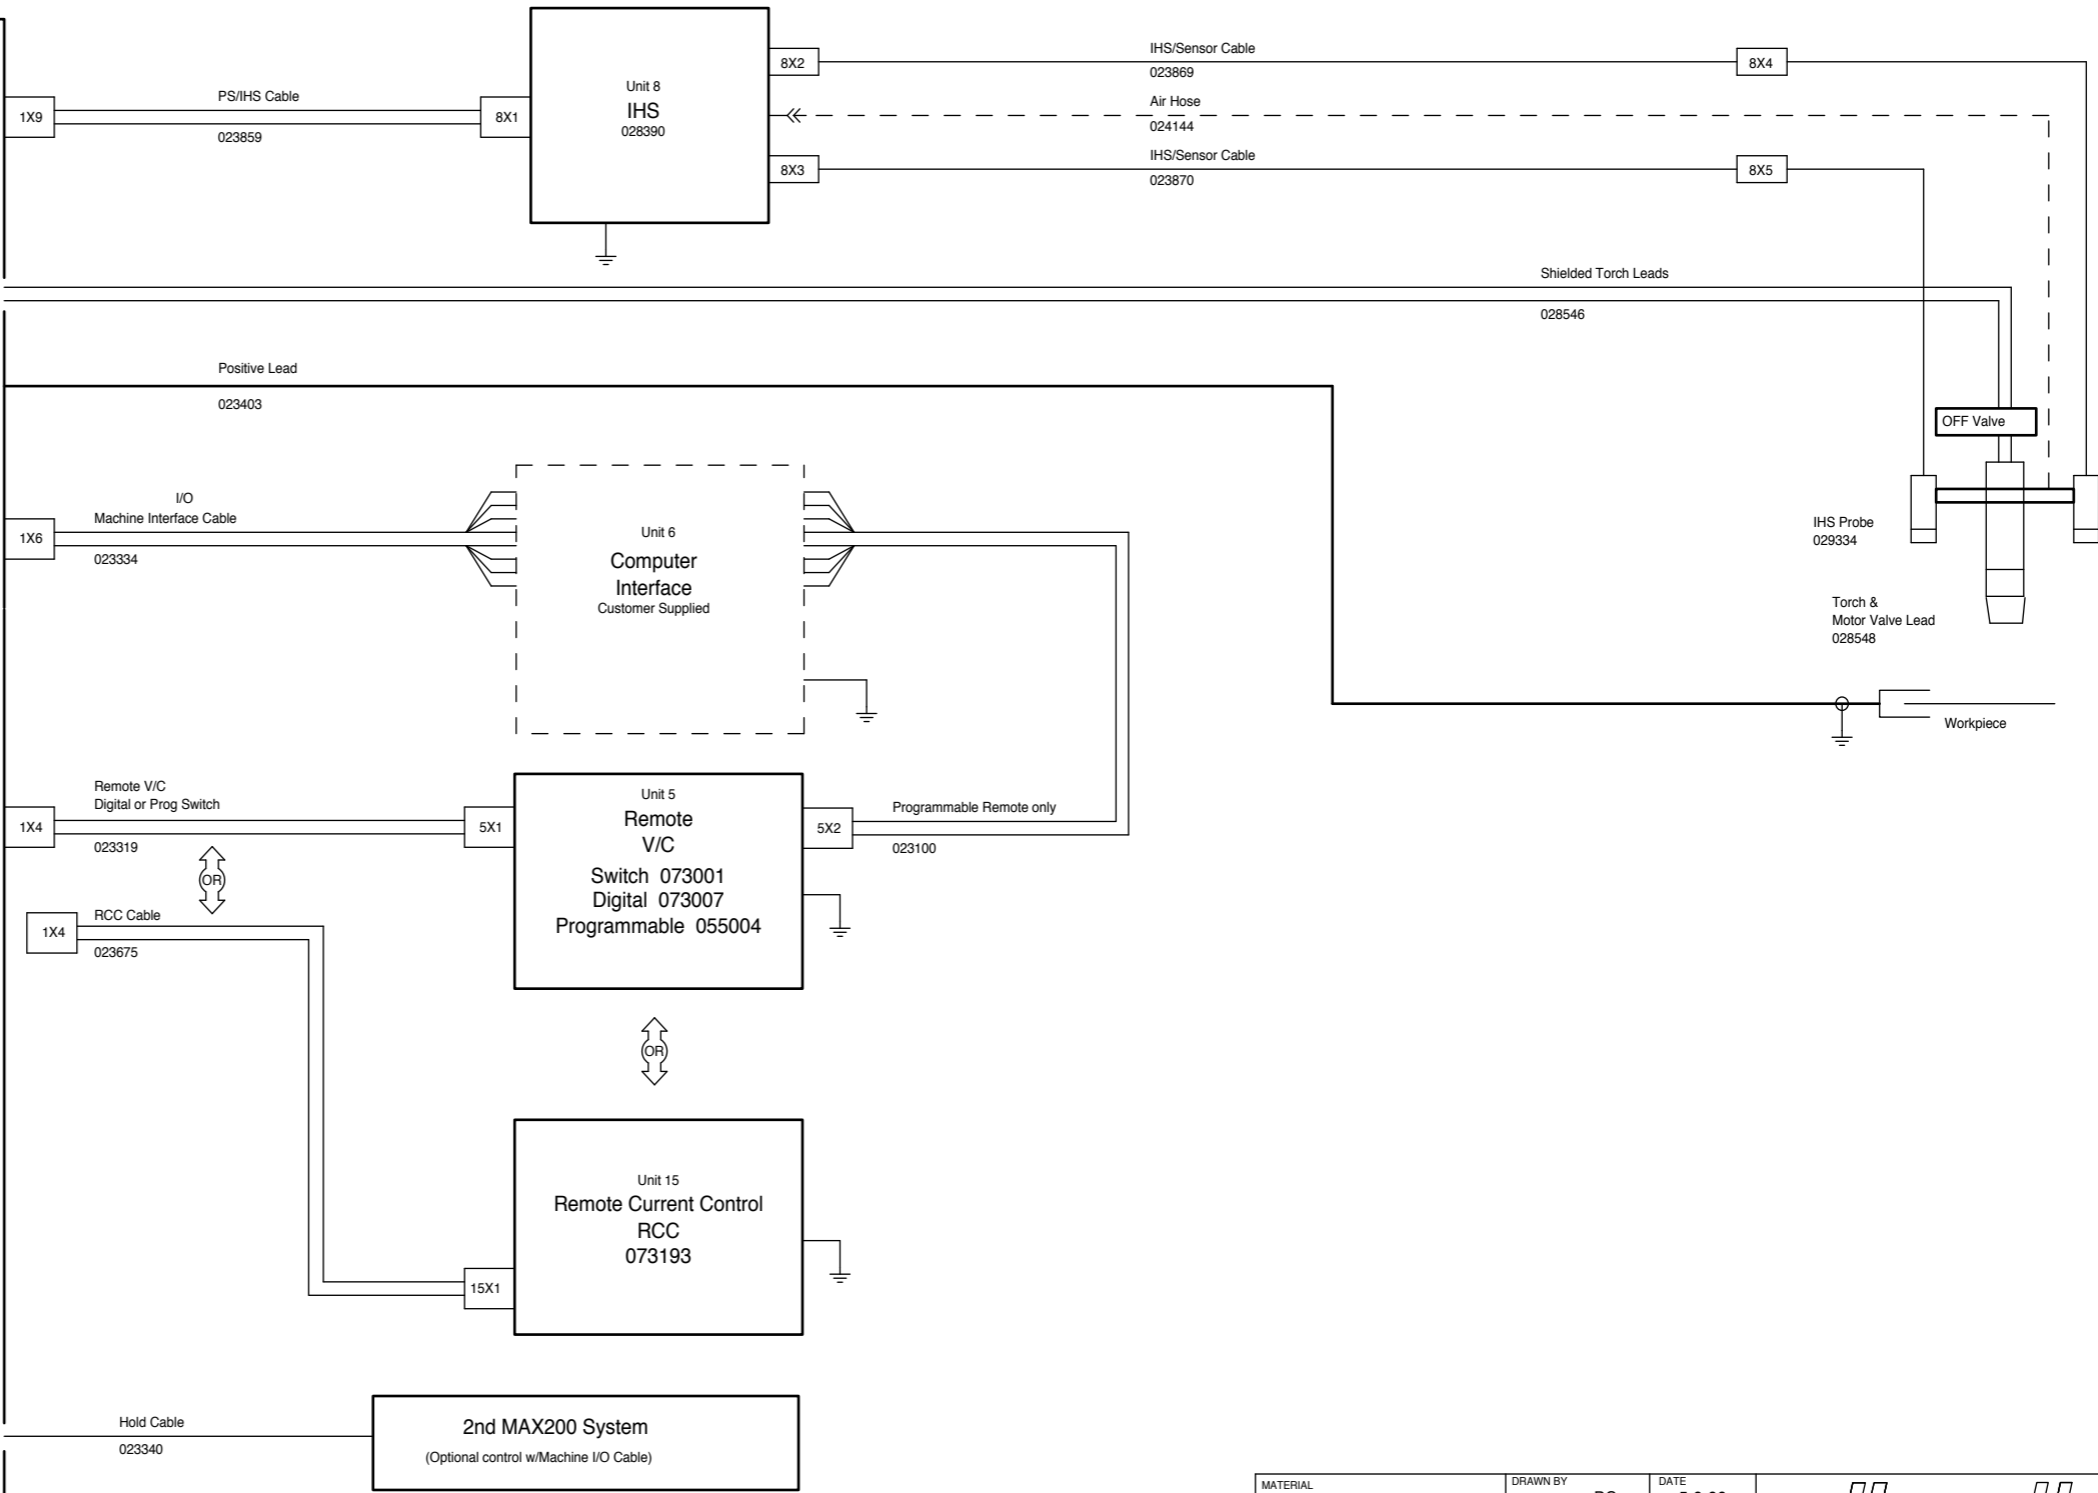 IHS/Sensor Cable
8X2
8X4
023869
Unit 8
IHS
028390
PS/IHS Cable
1X9
8X1
023859
Air Hose
024144
IHS/Sensor Cable
8X3
8X5
023870
Shielded Torch Leads
028546
Positive Lead
023403
OFF Valve
I/O
Machine Interface Cable
1X6
023334
Unit 6
Computer
Interface
Customer Supplied
IHS Probe
029334
Torch &
Motor Valve Lead
028548
Workpiece
Remote V/C
Digital or Prog Switch
1X4
5X1
023319
Unit 5
Remote
V/C
Switch 073001
Digital 073007
Programmable 055004
5X2
Programmable Remote only
023100
OR
RCC Cable
1X4
023675
OR
Unit 15
Remote Current Control
RCC
073193
15X1
Hold Cable
023340
2nd MAX200 System
(Optional control w/Machine I/O Cable)
MATERIAL
DRAWN BY
DATE